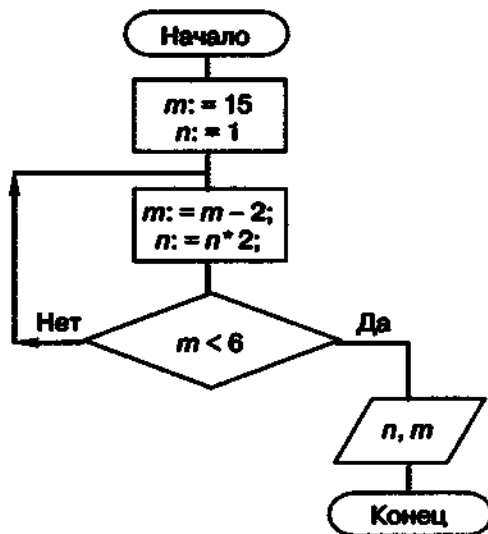 Начало
m: = 15
n: = 1
m: = m – 2;
n: = n* 2;
Нет
m < 6
Да
n, m
Конец